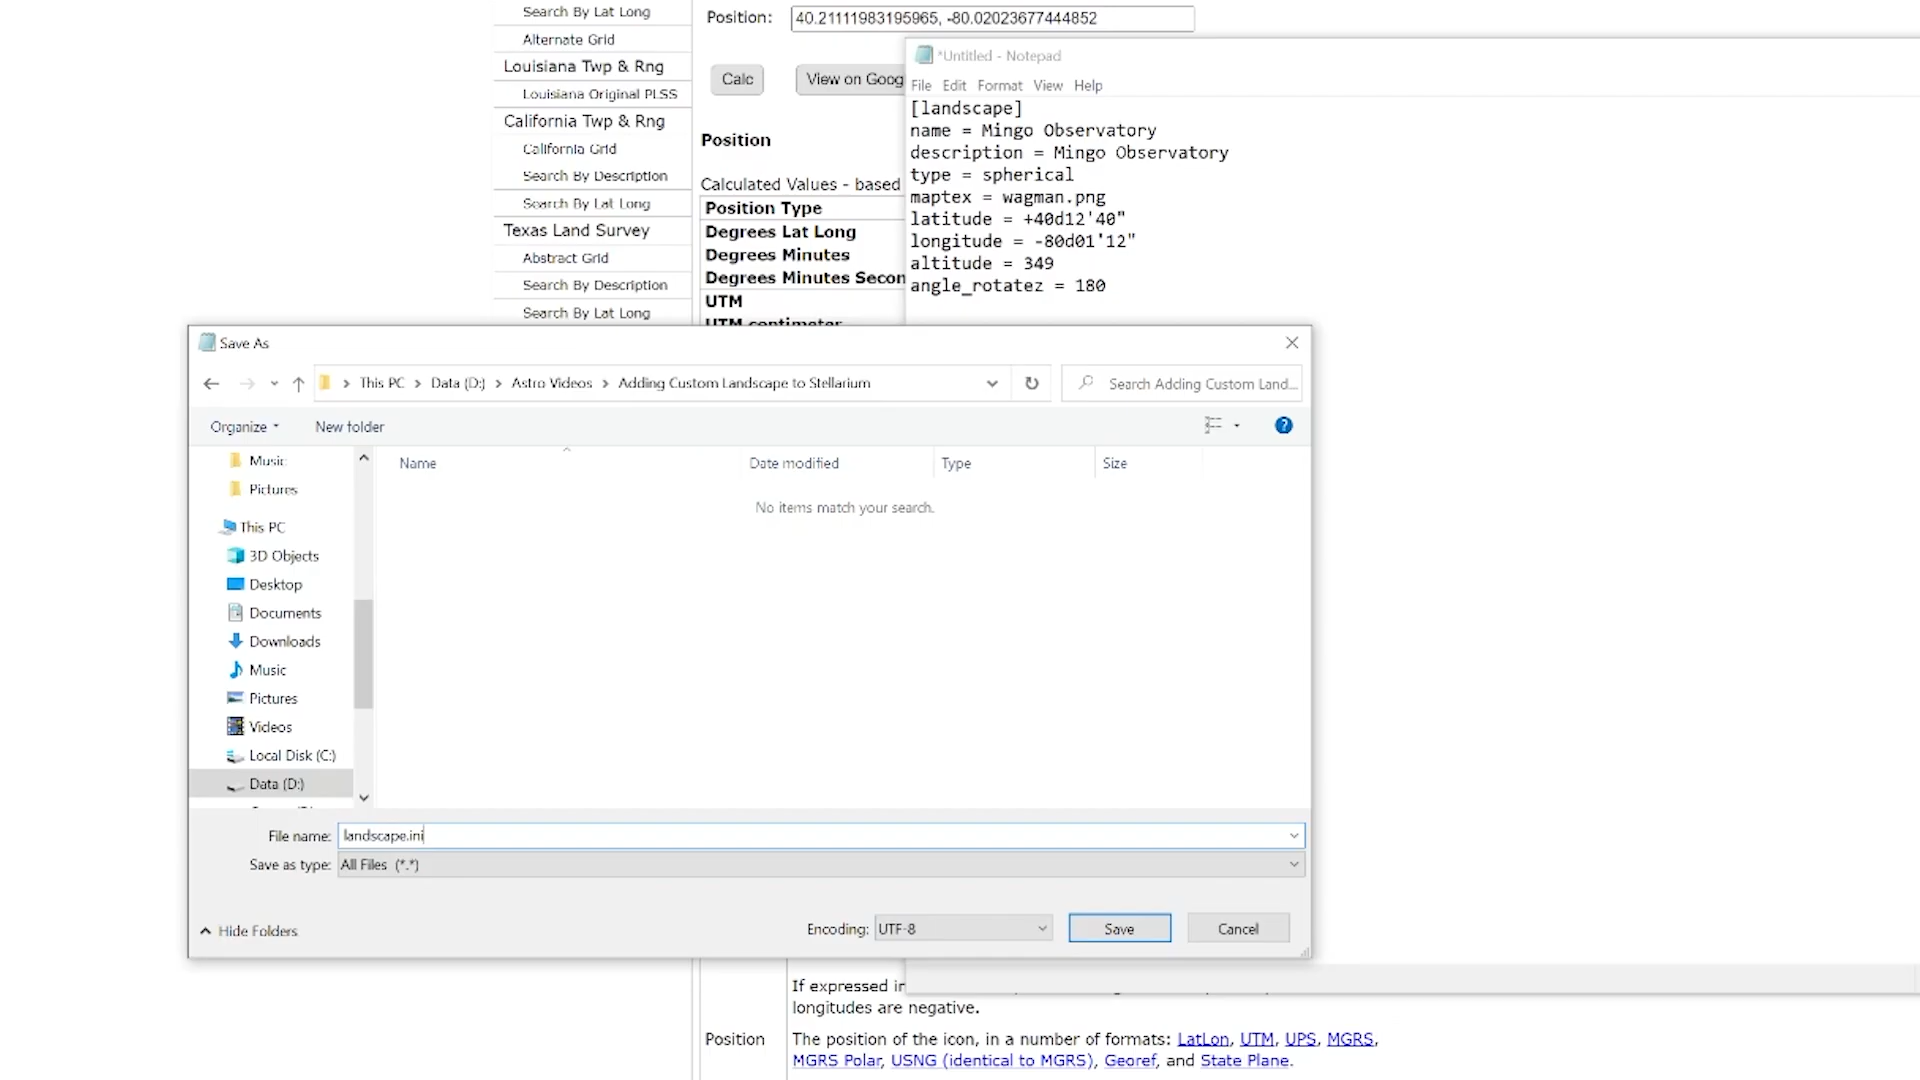 Search By Lat Long
Alternate Grid
Louisiana Twp & Rng
Louisiana Original PLSS
California Twp & Rng
California Grid
Search By Description
Search By Lat Long
Texas Land Survey
Abstract Grid
Search By Description
Search By Lat Long
Position: 40.21111983195965, -80.02023677444852
Calc View on Goog
Position
Calculated Values - based
Position Type
Degrees Lat Long
Degrees Minutes
Degrees Minutes Secon
UTM
UTM centimeter
*Untitled - Notepad
File Edit Format View Help
[landscape]
name = Mingo Observatory
description = Mingo Observatory
type = spherical
maptex = wagman.png
latitude = +40d12'40"
longitude = -80d01'12"
altitude = 349
angle_rotatez = 180
Save As
This PC > Data (D:) > Astro Videos > Adding Custom Landscape to Stellarium
Search Adding Custom Land...
Organize New folder
Name Date modified Type Size
No items match your search.
Music
Pictures
This PC
3D Objects
Desktop
Documents
Downloads
Music
Pictures
Videos
Local Disk (C:)
Data (D:)
File name: landscape.ini
Save as type: All Files (*.*)
Hide Folders
Encoding: UTF-8 Save Cancel
If expressed in
longitudes are negative.
Position The position of the icon, in a number of formats: LatLon, UTM, UPS, MGRS,
MGRS Polar, USNG (identical to MGRS), Georef, and State Plane.